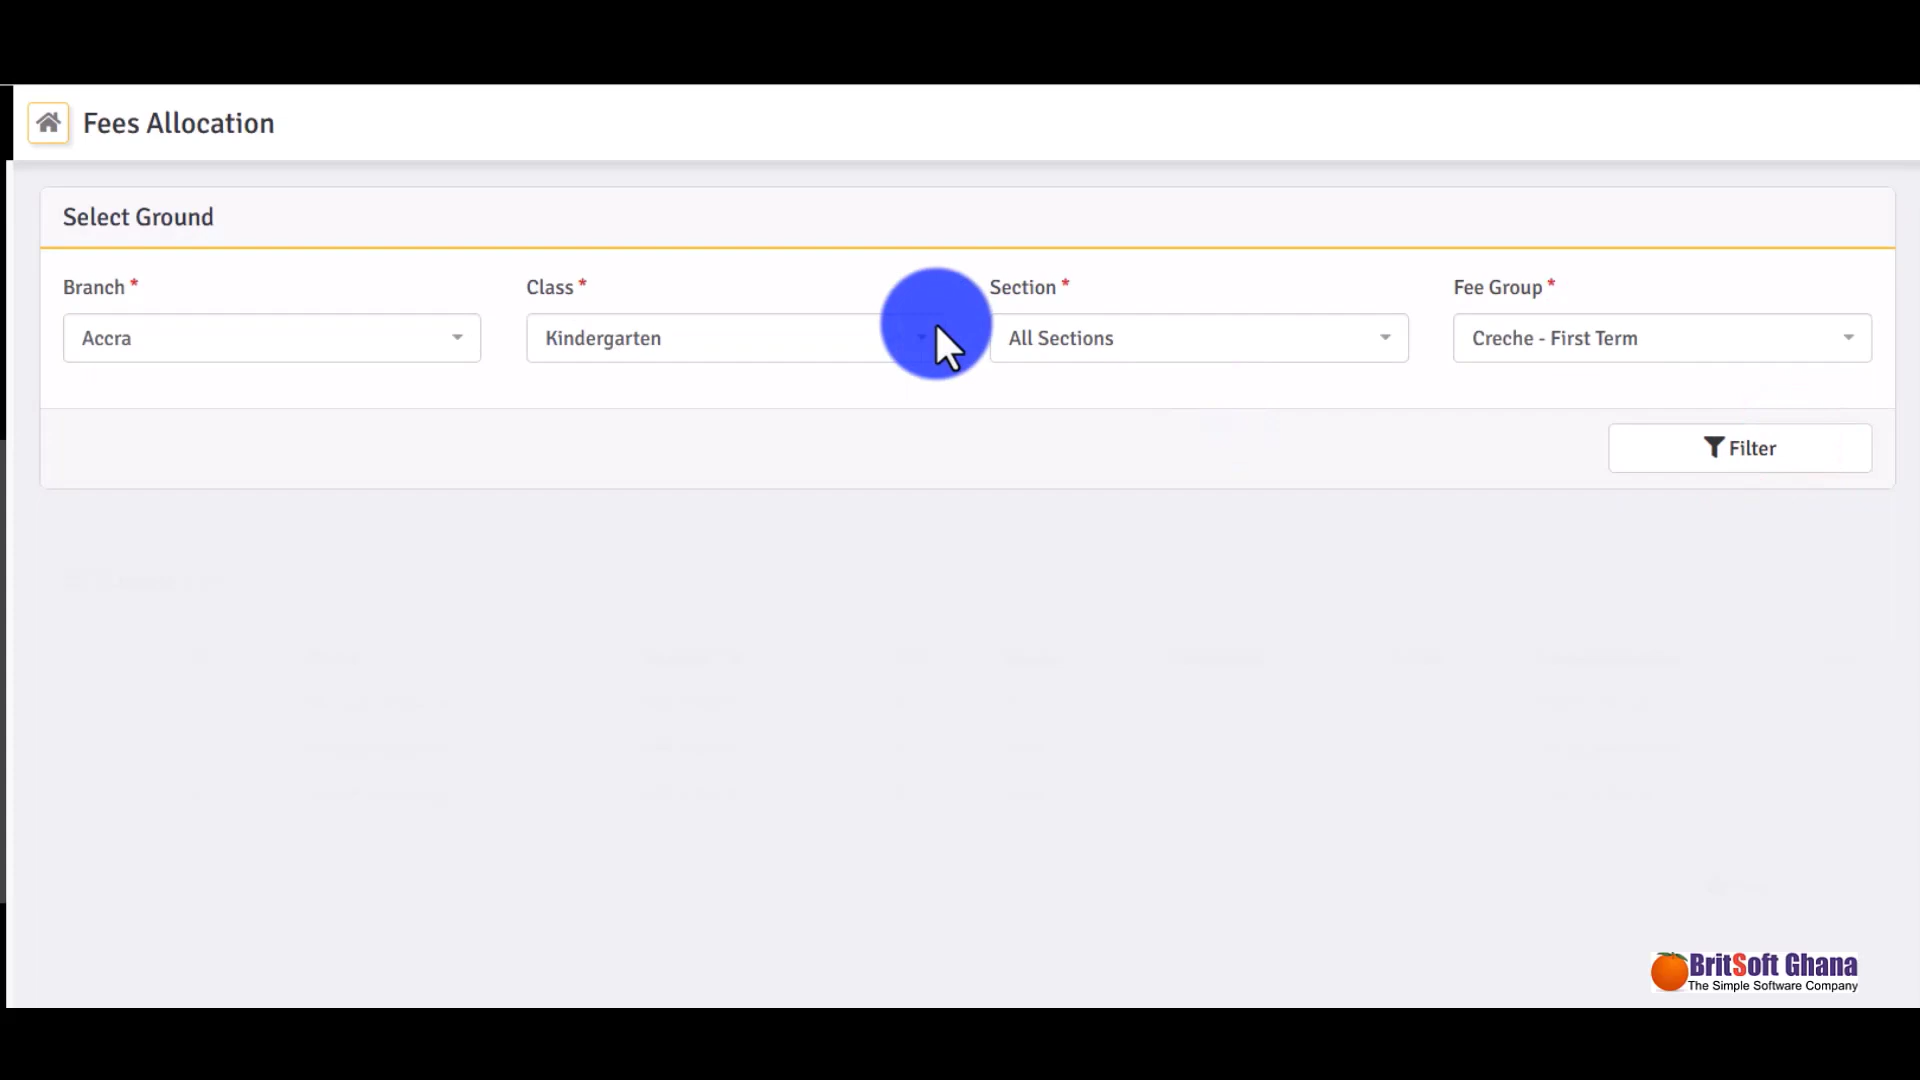 Fees Allocation
Select Ground
Branch *
Class *
Section *
Fee Group *
Accra
Kindergarten
All Sections
Creche - First Term
Filter
BritSoft Ghana
The Simple Software Company